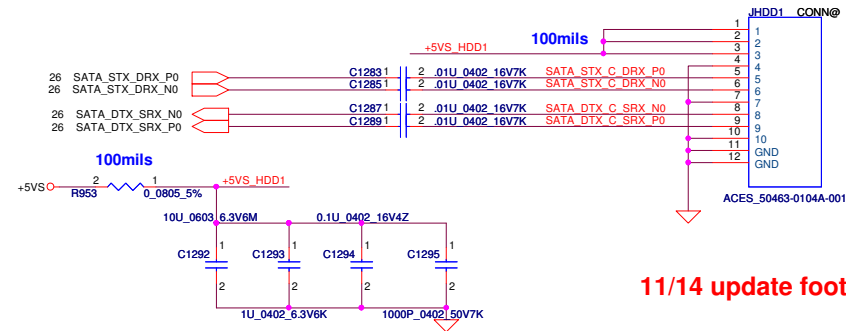 JHDD1 CONN@
100mils
+5VS_HDD1
1 1
2 2
3 3
4 4
26 SATA_STX_DRX_P0 C1283 1 2 .01U_0402_16V7K SATA_STX_C_DRX_P0 5 5
26 SATA_STX_DRX_N0 C1285 1 2 .01U_0402_16V7K SATA_STX_C_DRX_N0 6 6
7 7
26 SATA_DTX_SRX_N0 C1287 1 2 .01U_0402_16V7K SATA_DTX_C_SRX_N0 8 8
26 SATA_DTX_SRX_P0 C1289 1 2 .01U_0402_16V7K SATA_DTX_C_SRX_P0 9 9
10 10
11 GND
12 GND
ACES_50463-0104A-001
100mils
+5VS 2 1 +5VS_HDD1
R953 0_0805_5%
10U_0603_6.3V6M 0.1U_0402_16V4Z
C1292 1 2
C1293 1 2
C1294 1 2
C1295 1 2
1U_0402_6.3V6K 1000P_0402_50V7K
11/14 update foot